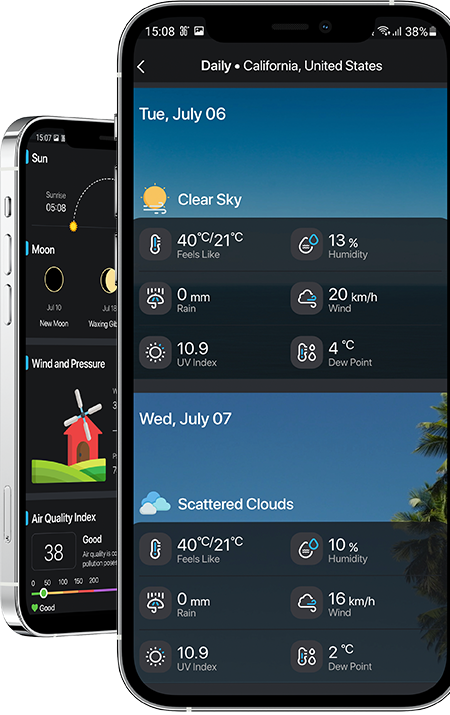 15:08 38%
Daily • California, United States
Tue, July 06
Clear Sky
40°C/21°C
Feels Like
13 %
Humidity
0 mm
Rain
20 km/h
Wind
10.9
UV Index
4 °C
Dew Point
Wed, July 07
Scattered Clouds
40°C/21°C
Feels Like
10 %
Humidity
0 mm
Rain
16 km/h
Wind
10.9
UV Index
2 °C
Dew Point
15:07
Sun
Sunrise
05:08
Moon
Jul 10
New Moon
Jul 18
Waxing Gib
Wind and Pressure
Air Quality Index
38
Good
Air quality is co
pollution poses
0 50 100 150 200
Good